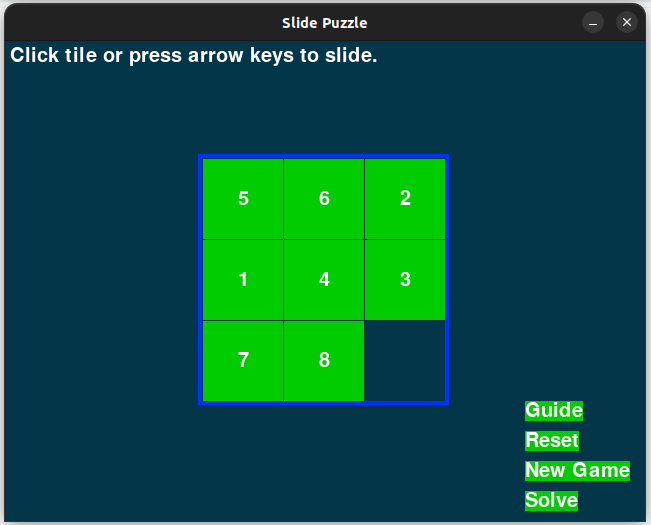 Slide Puzzle
Click tile or press arrow keys to slide.
5 6 2
1 4 3
7 8
Guide
Reset
New Game
Solve